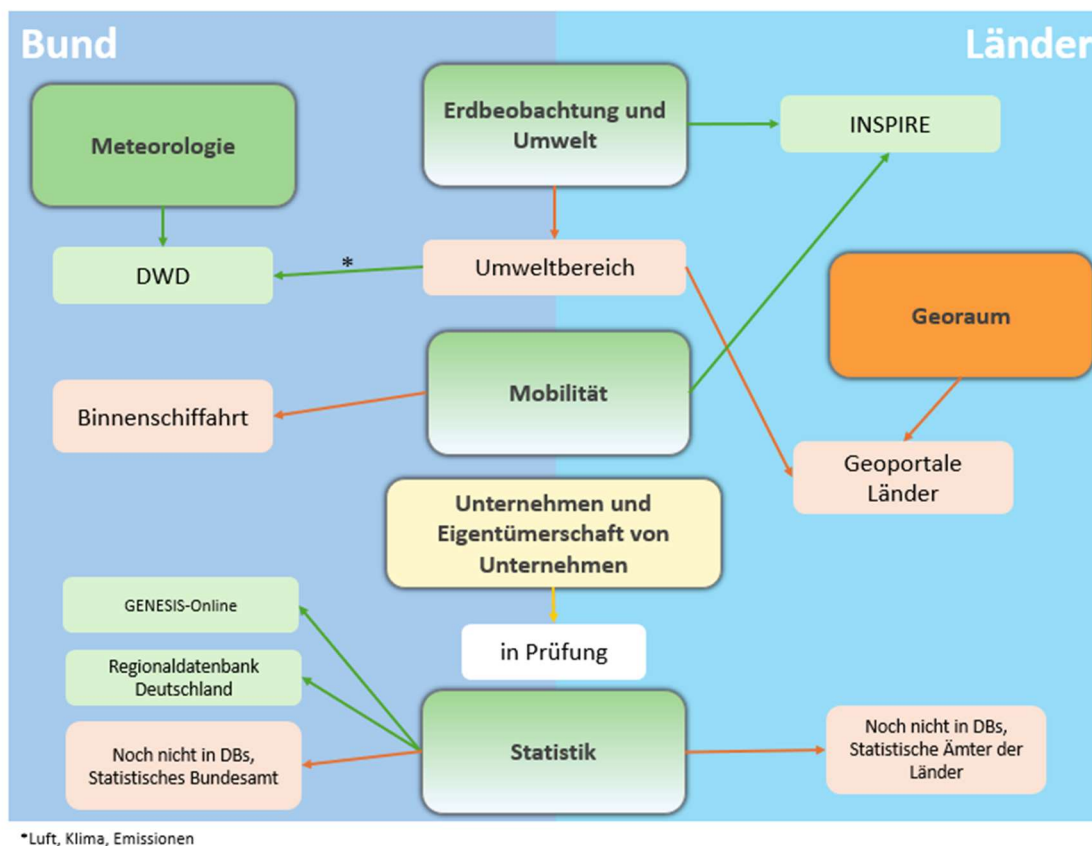 Bund
Länder
Meteorologie
Erdbeobachtung und
Umwelt
INSPIRE
DWD
*
Umweltbereich
Georaum
Binnenschiffahrt
Mobilität
Geoportale
Länder
Unternehmen und
Eigentümerschaft von
Unternehmen
in Prüfung
GENESIS-Online
Regionaldatenbank
Deutschland
Noch nicht in DBs,
Statistisches Bundesamt
Statistik
Noch nicht in DBs,
Statistische Ämter der
Länder
*Luft, Klima, Emissionen